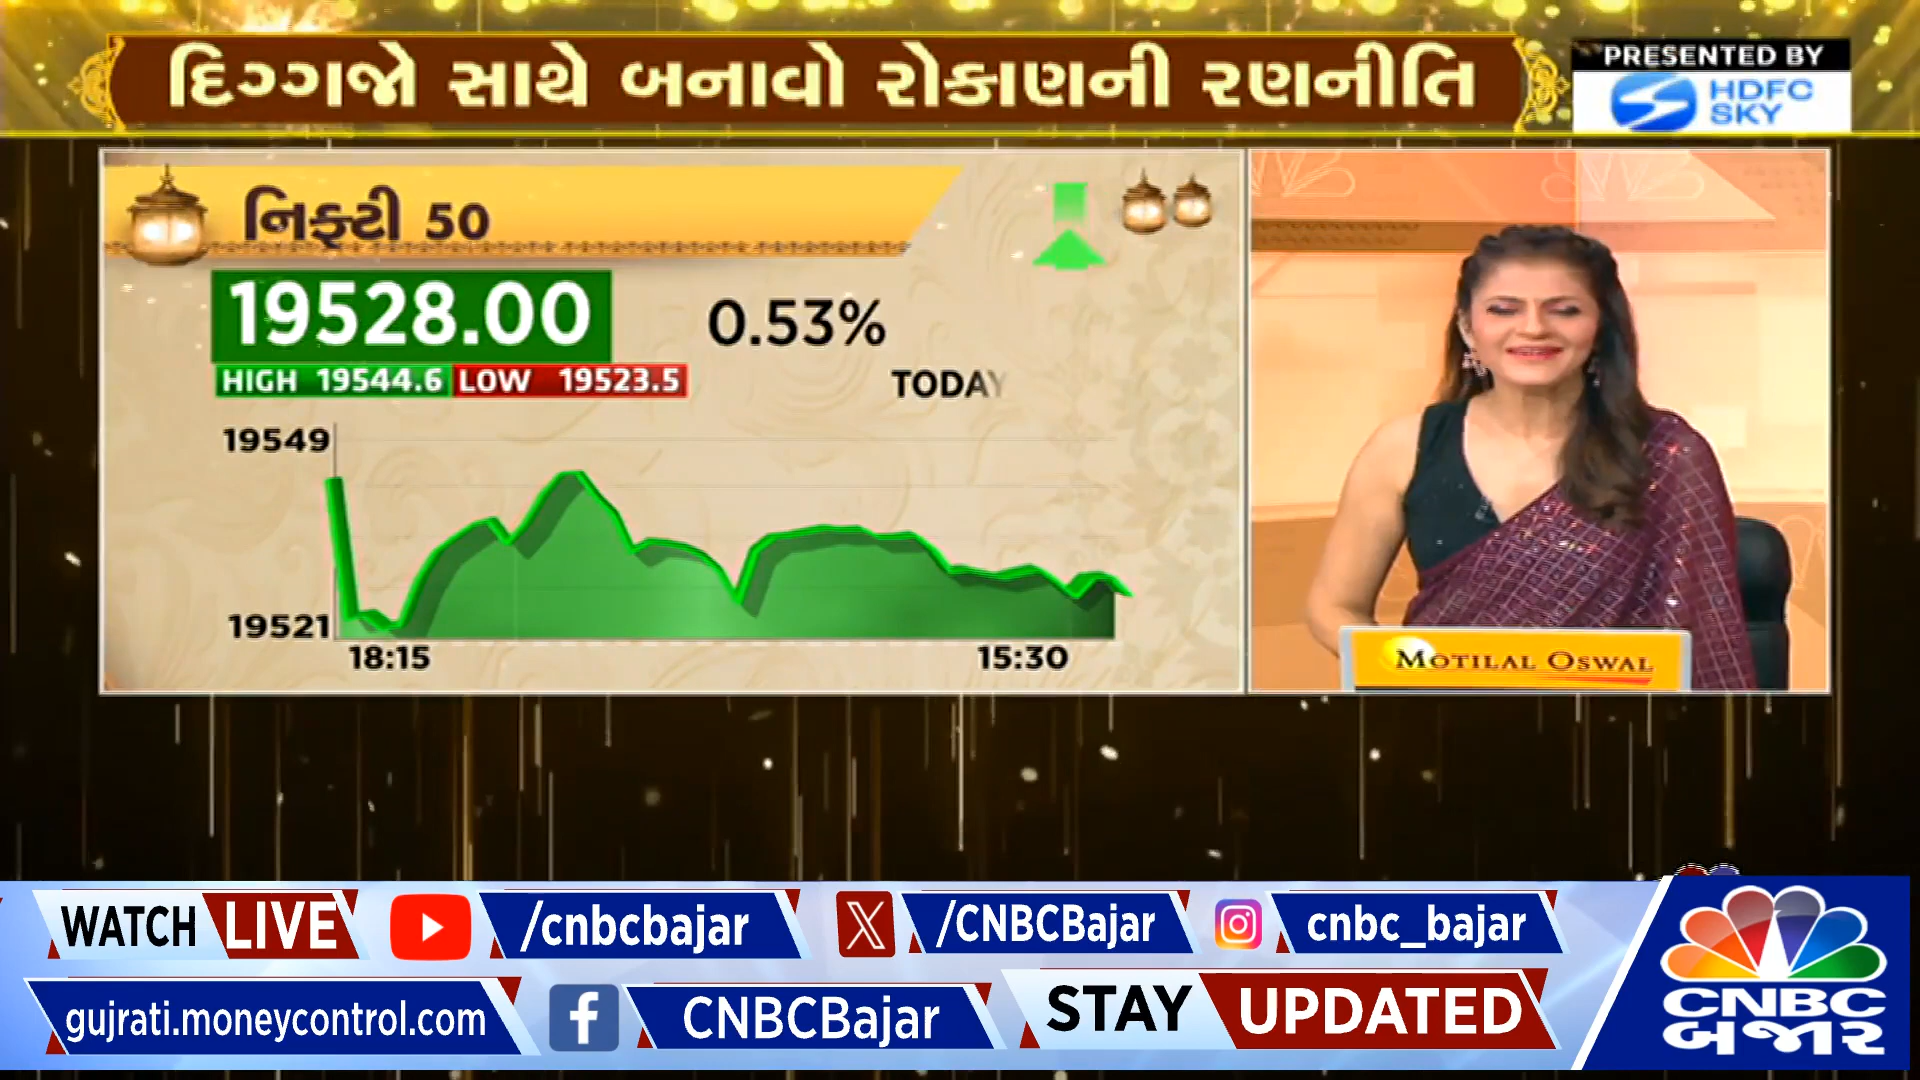 દિગ્ગજો સાથે બનાવો રોકાણની રણનીતિ
PRESENTED BY
HDFC
SKY
નિફ્ટી 50
19528.00
0.53%
HIGH 19544.6 LOW 19523.5
TODAY
19549
19521
18:15
15:30
MOTILAL OSWAL
WATCH LIVE
/cnbcbajar
/CNBCBajar
cnbc_bajar
gujrati.moneycontrol.com
CNBCBajar
STAY UPDATED
CNBC
બજાર